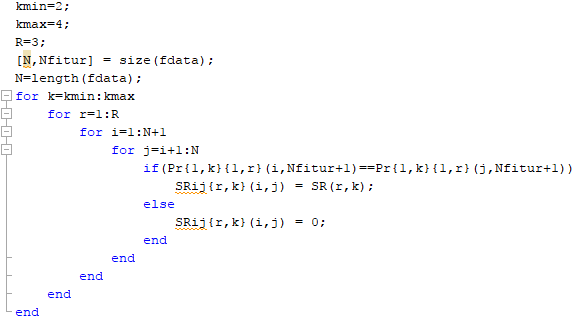 kmin=2;
kmax=4;
R=3;
[N,Nfitur] = size(fdata);
N=length(fdata);
for k=kmin:kmax
    for r=1:R
        for i=1:N+1
            for j=i+1:N
                if(Pr{1,k}{1,r}(i,Nfitur+1)==Pr{1,k}{1,r}(j,Nfitur+1))
                    SRij{r,k}(i,j) = SR(r,k);
                else
                    SRij{r,k}(i,j) = 0;
                end
            end
        end
    end
end